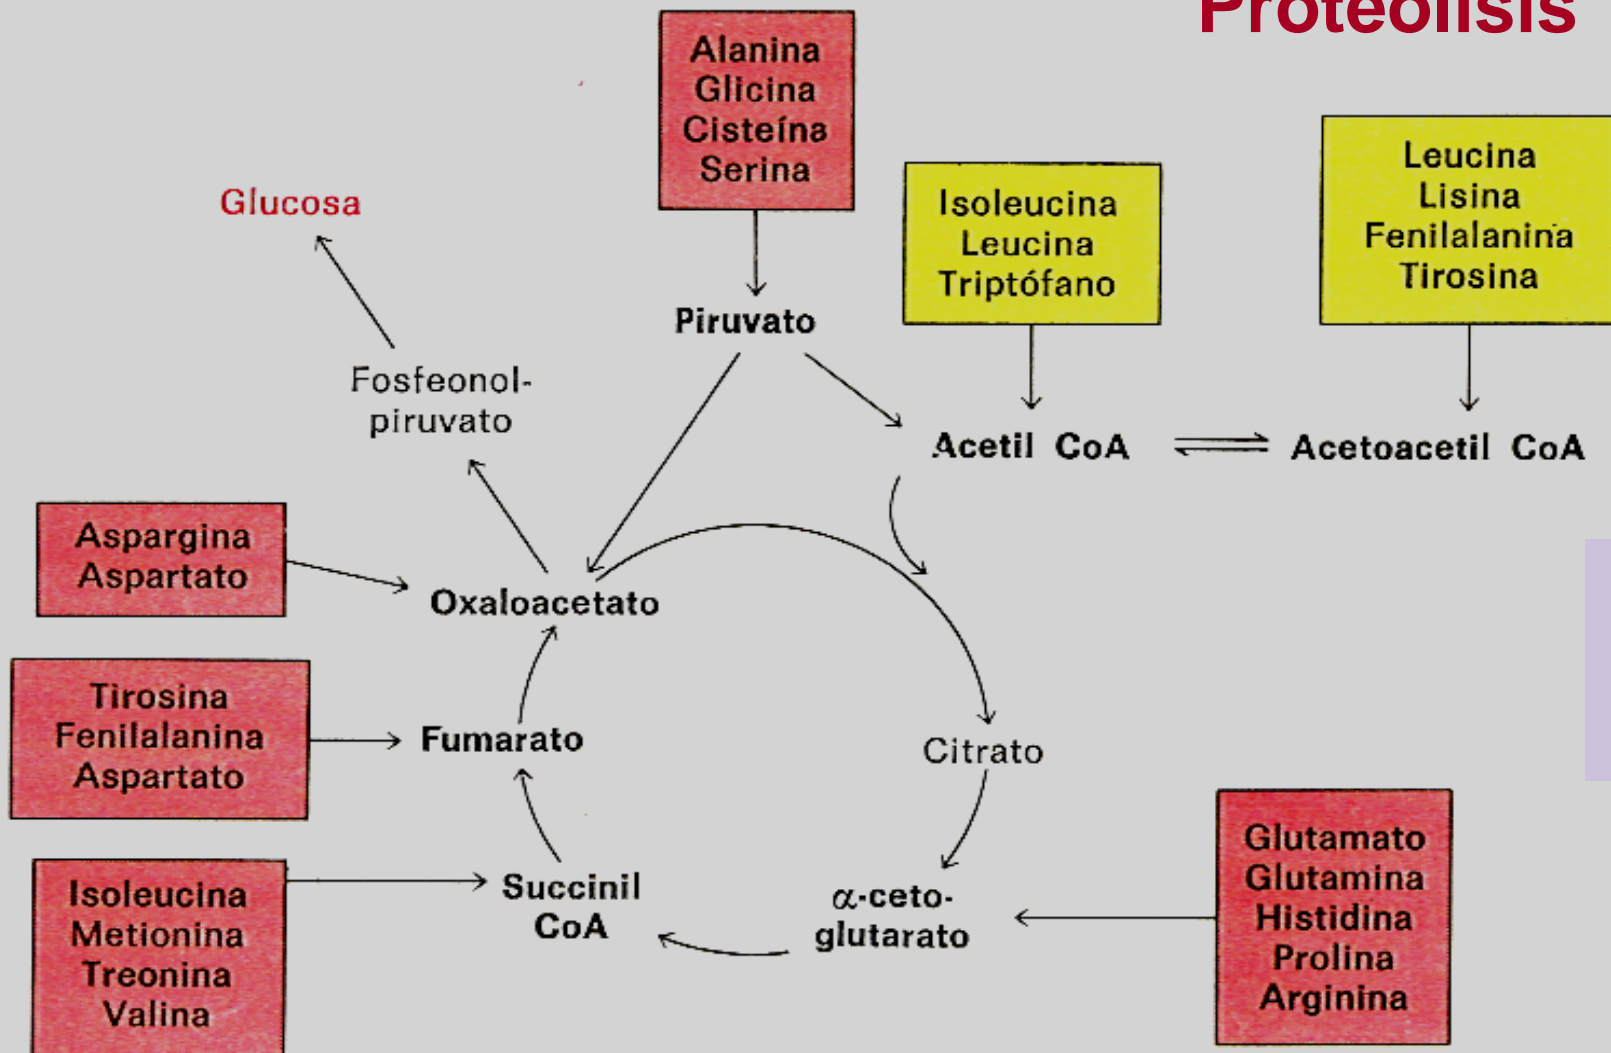 Proteolisis
Alanina
Glicina
Cisteína
Serina
Isoleucina
Leucina
Triptófano
Leucina
Lisina
Fenilalanina
Tirosina
Glucosa
Piruvato
Fosfeonol-
piruvato
Acetil CoA
Acetoacetil CoA
Aspargina
Aspartato
Oxaloacetato
Tirosina
Fenilalanina
Aspartato
Fumarato
Citrato
Isoleucina
Metionina
Treonina
Valina
Succinil
CoA
α-ceto-
glutarato
Glutamato
Glutamina
Histidina
Prolina
Arginina